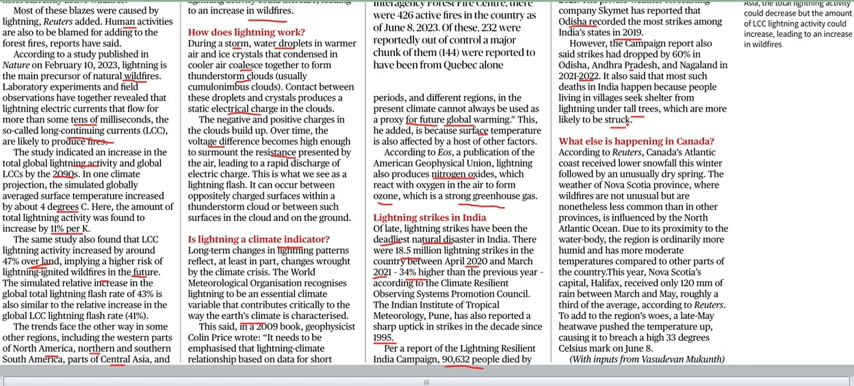 Most of these blazes were caused by
lightning, Reuters added. Human activities
are also to be blamed for adding to the
forest fires, reports have said.
According to a study published in
Nature on February 10, 2023, lightning is
the main precursor of natural wildfires.
Laboratory experiments and field
observations have together revealed that
lightning electric currents that flow for
more than some tens of milliseconds, the
so-called long-continuing currents (LCC),
are likely to produce fires.
The study indicated an increase in the
total global lightning activity and global
LCCs by the 2090s. In one climate
projection, the simulated globally
averaged surface temperature increased
by about 4 degrees C. Here, the amount of
total lightning activity was found to
increase by 11% per K.
The same study also found that LCC
lightning activity increased by around
47% over land, implying a higher risk of
lightning-ignited wildfires in the future.
The simulated relative increase in the
global total lightning flash rate of 43% is
also similar to the relative increase in the
global LCC lightning flash rate (41%).
The trends face the other way in some
other regions, including the western parts
of North America, northern and southern
South America, parts of Central Asia, and
to an increase in wildfires.
How does lightning work?
During a storm, water droplets in warmer
air and ice crystals that condensed in
cooler air coalesce together to form
thunderstorm clouds (usually
cumulonimbus clouds). Contact between
these droplets and crystals produces a
static electrical charge in the clouds.
The negative and positive charges in
the clouds build up. Over time, the
voltage difference becomes high enough
to surmount the resistance presented by
the air, leading to a rapid discharge of
electric charge. This is what we see as a
lightning flash. It can occur between
oppositely charged surfaces within a
thunderstorm cloud or between such
surfaces in the cloud and on the ground.
Is lightning a climate indicator?
Long-term changes in lightning patterns
reflect, at least in part, changes wrought
by the climate crisis. The World
Meteorological Organisation recognises
lightning to be an essential climate
variable that contributes critically to the
way the earth's climate is characterised.
This said, in a 2009 book, geophysicist
Colin Price wrote: "It needs to be
emphasised that lightning-climate
relationship based on data for short
Interagency Forest Fire Centre, there
were 426 active fires in the country as
of June 8, 2023. Of these, 232 were
reportedly out of control a major
chunk of them (144) were reported to
have been from Quebec alone
periods, and different regions, in the
present climate cannot always be used as
a proxy for future global warming." This,
he added, is because surface temperature
is also affected by a host of other factors.
According to Eos, a publication of the
American Geophysical Union, lightning
also produces nitrogen oxides, which
react with oxygen in the air to form
ozone, which is a strong greenhouse gas.
Lightning strikes in India
Of late, lightning strikes have been the
deadliest natural disaster in India. There
were 18.5 million lightning strikes in the
country between April 2020 and March
2021 - 34% higher than the previous year -
according to the Climate Resilient
Observing Systems Promotion Council.
The Indian Institute of Tropical
Meteorology, Pune, has also reported a
sharp uptick in strikes in the decade since
1995.
Per a report of the Lightning Resilient
India Campaign, 90,632 people died by
company Skymet has reported that
Odisha recorded the most strikes among
India's states in 2019.
However, the Campaign report also
said strikes had dropped by 60% in
Odisha, Andhra Pradesh, and Nagaland in
2021-2022. It also said that most such
deaths in India happen because people
living in villages seek shelter from
lightning under tall trees, which are more
likely to be struck.
What else is happening in Canada?
According to Reuters, Canada's Atlantic
coast received lower snowfall this winter
followed by an unusually dry spring. The
weather of Nova Scotia province, where
wildfires are not unusual but are
nonetheless less common than in other
provinces, is influenced by the North
Atlantic Ocean. Due to its proximity to the
water-body, the region is ordinarily more
humid and has more moderate
temperatures compared to other parts of
the country.This year, Nova Scotia's
capital, Halifax, received only 120 mm of
rain between March and May, roughly a
third of the average, according to Reuters.
To add to the region's woes, a late-May
heatwave pushed the temperature up,
causing it to breach a high 33 degrees
Celsius mark on June 8.
(With inputs from Vasudevan Mukunth)
Asia, the total lightning activity
could decrease but the amount
of LCC lightning activity could
increase, leading to an increase
in wildfires